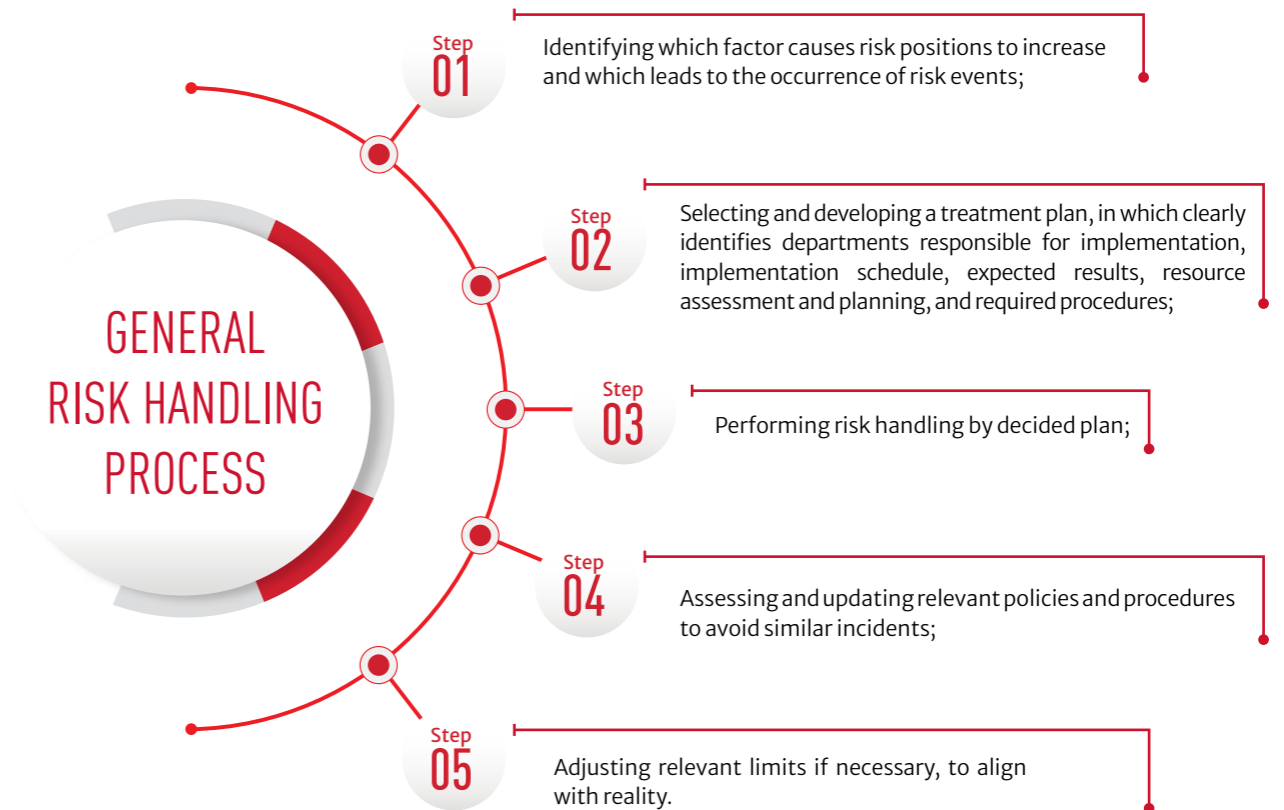 GENERAL
RISK HANDLING
PROCESS
Step
01
Identifying which factor causes risk positions to increase
and which leads to the occurrence of risk events;
Step
02
Selecting and developing a treatment plan, in which clearly
identifies departments responsible for implementation,
implementation schedule, expected results, resource
assessment and planning, and required procedures;
Step
03
Performing risk handling by decided plan;
Step
04
Assessing and updating relevant policies and procedures
to avoid similar incidents;
Step
05
Adjusting relevant limits if necessary, to align
with reality.